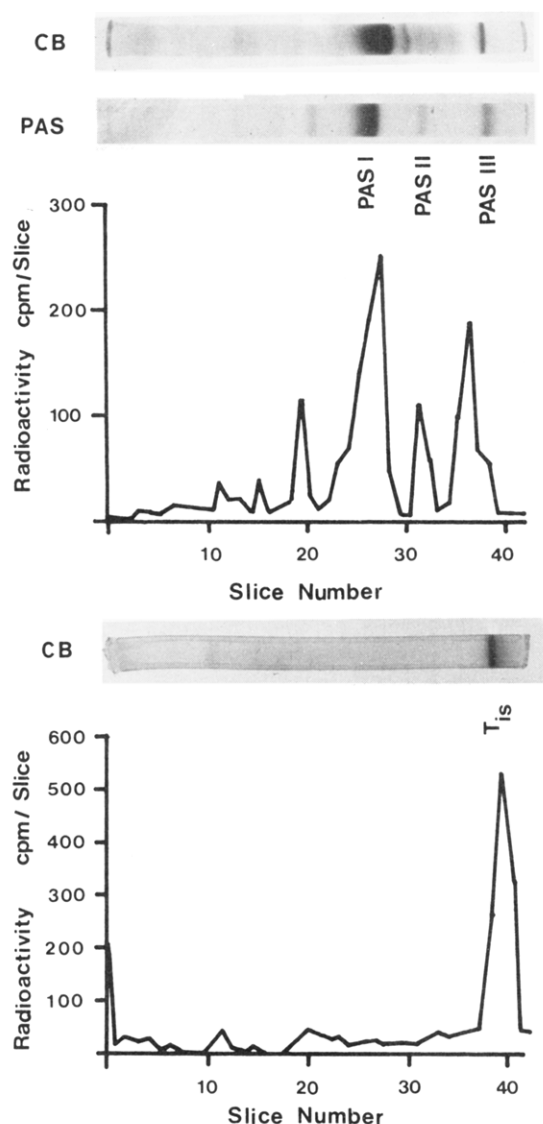 CB
PAS
PAS I
PAS II
PAS III
Radioactivity cpm/Slice
300
200
100
10
20
30
40
Slice Number
CB
Tis
Radioactivity cpm/ Slice
600
500
400
300
200
100
10
20
30
40
Slice Number